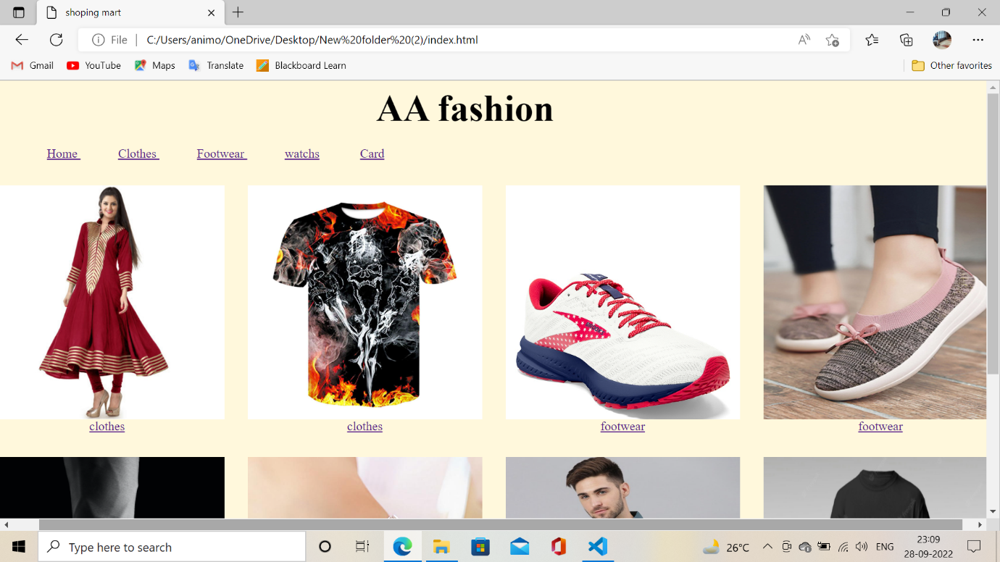 shoping mart
File
C:/Users/animo/OneDrive/Desktop/New%20folder%20(2)/index.html
Gmail YouTube Maps Translate Blackboard Learn Other favorites
AA fashion
Home Clothes Footwear watchs Card
clothes clothes footwear footwear
Type here to search
26°C ENG
23:09
28-09-2022